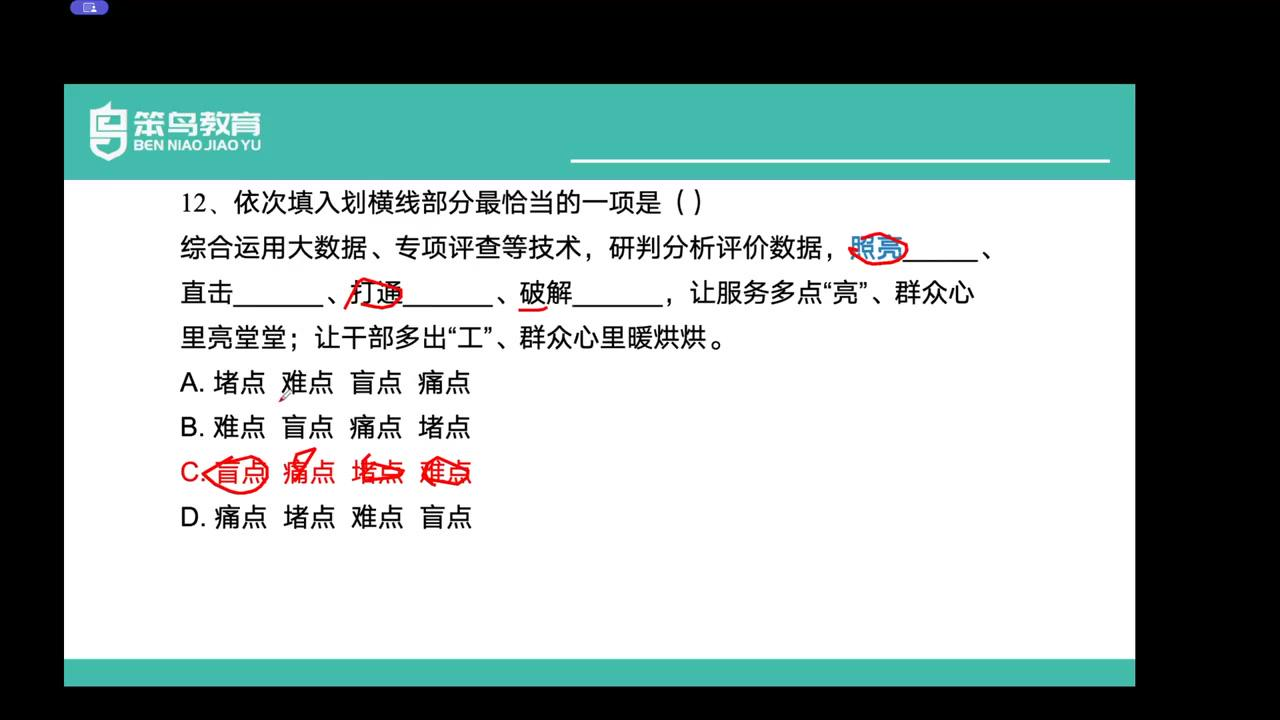 笨鸟教育
BEN NIAO JIAO YU
12、依次填入划横线部分最恰当的一项是（ ）
综合运用大数据、专项评查等技术，研判分析评价数据，照亮______、
直击_______、打通_______、破解_______，让服务多点“亮”、群众心
里亮堂堂；让干部多出“工”、群众心里暖烘烘。
A. 堵点 难点 盲点 痛点
B. 难点 盲点 痛点 堵点
C. 盲点 痛点 堵点 难点
D. 痛点 堵点 难点 盲点